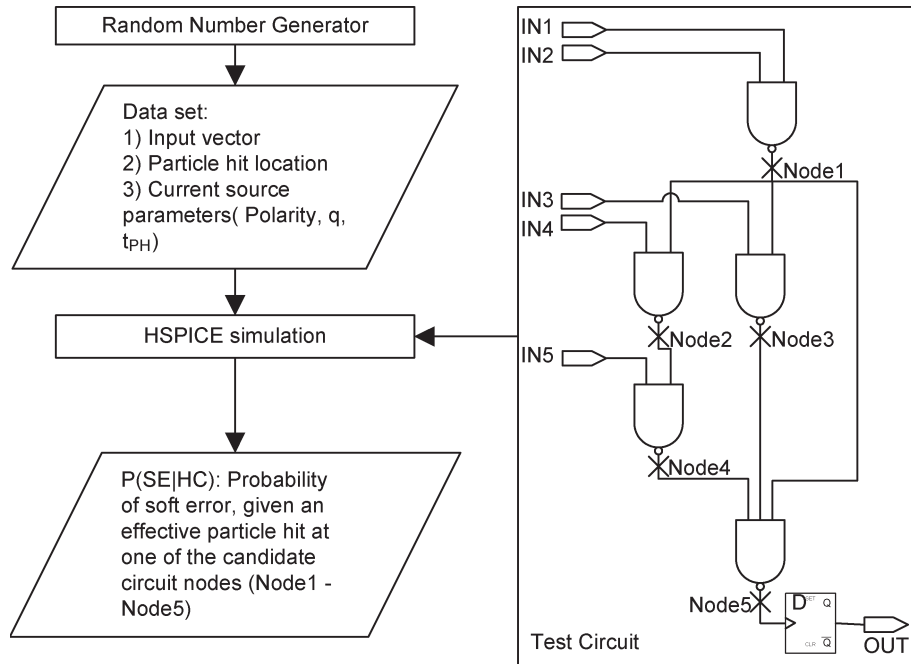 Random Number Generator
Data set:
1) Input vector
2) Particle hit location
3) Current source
parameters( Polarity, q,
tPH)
HSPICE simulation
P(SE|HC): Probability
of soft error, given an
effective particle hit at
one of the candidate
circuit nodes (Node1 -
Node5)
IN1
IN2
Node1
IN3
IN4
Node2
Node3
IN5
Node4
Node5
D
SET
Q
CLR
Q
OUT
Test Circuit